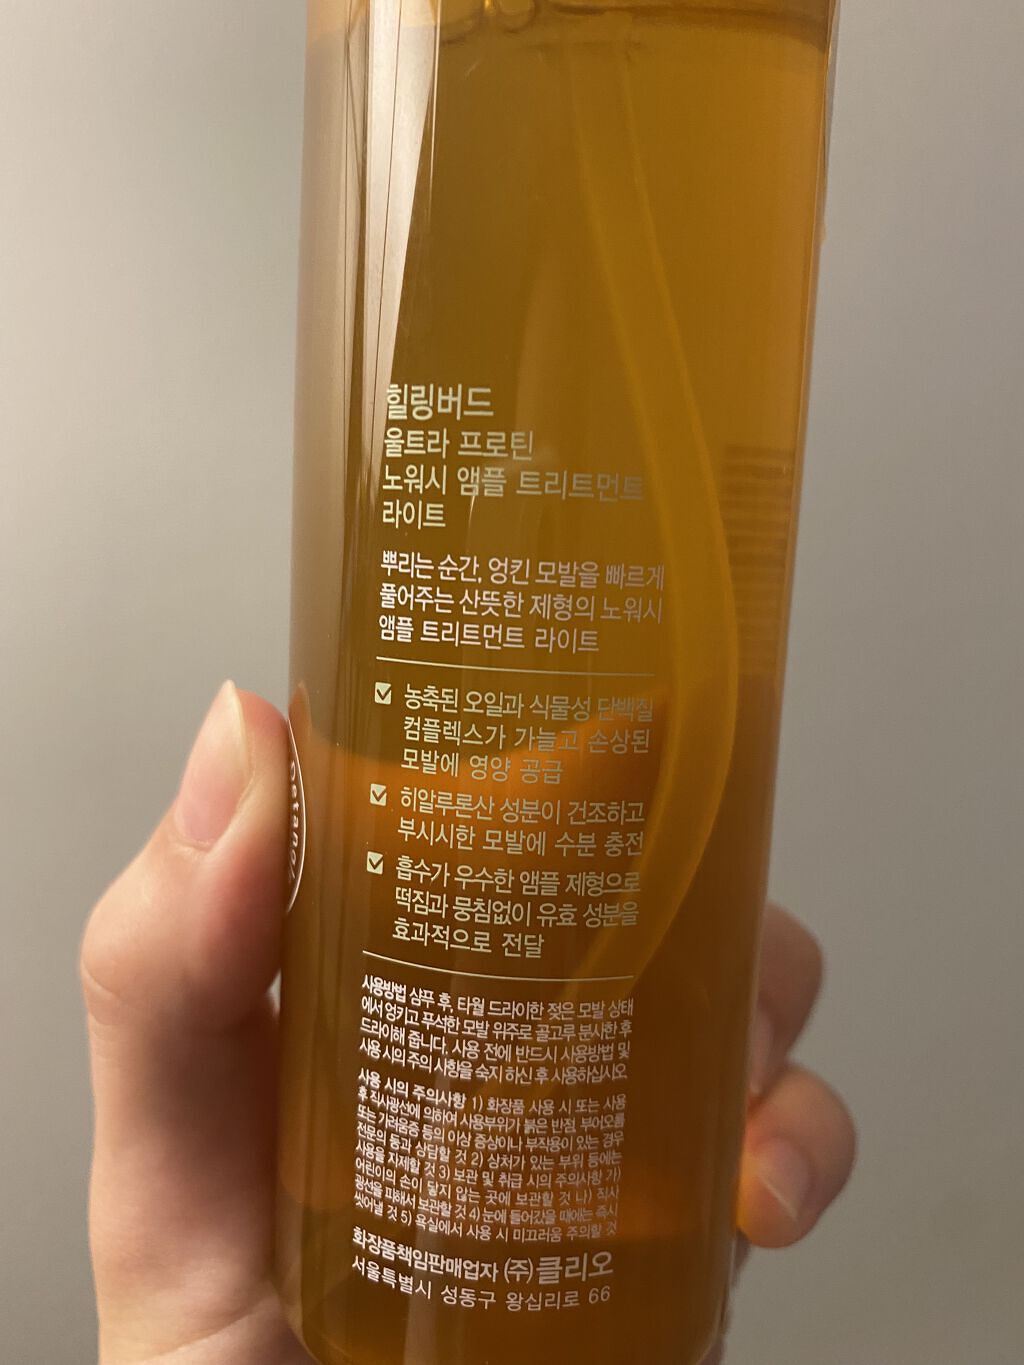 힐링버드
울트라 프로틴
노워시 앰플 트리트먼트
라이트
뿌리는 순간, 엉킨 모발을 빠르게
풀어주는 산뜻한 제형의 노워시
앰플 트리트먼트 라이트
농축된 오일과 식물성 단백질
컴플렉스가 가늘고 손상된
모발에 영양 공급
히알루론산 성분이 건조하고
부시시한 모발에 수분 충전
흡수가 우수한 앰플 제형으로
떡짐과 뭉침없이 유효 성분을
효과적으로 전달
사용방법 샴푸 후, 타월 드라이한 젖은 모발 상태
에서 엉키고 푸석한 모발 위주로 골고루 분사한 후
드라이해 줍니다. 사용 전에 반드시 사용방법 및
사용 시의 주의 사항을 숙지 하신 후 사용하십시오
사용 시의 주의사항 1) 화장품 사용 시 또는 사용
후 직사광선에 의하여 사용부위가 붉은 반점, 부어오름
또는 가려움증 등의 이상 증상이나 부작용이 있는 경우
전문의 등과 상담할 것 2) 상처가 있는 부위 등에는
사용을 자제할 것 3) 보관 및 취급 시의 주의사항 가)
어린이의 손이 닿지 않는 곳에 보관할 것 나) 직사
광선을 피해서 보관할 것 4) 눈에 들어갔을 때에는 즉시
씻어낼 것 5) 욕실에서 사용 시 미끄러움 주의할 것
화장품책임판매업자 (주)클리오
서울특별시 성동구 왕십리로 66